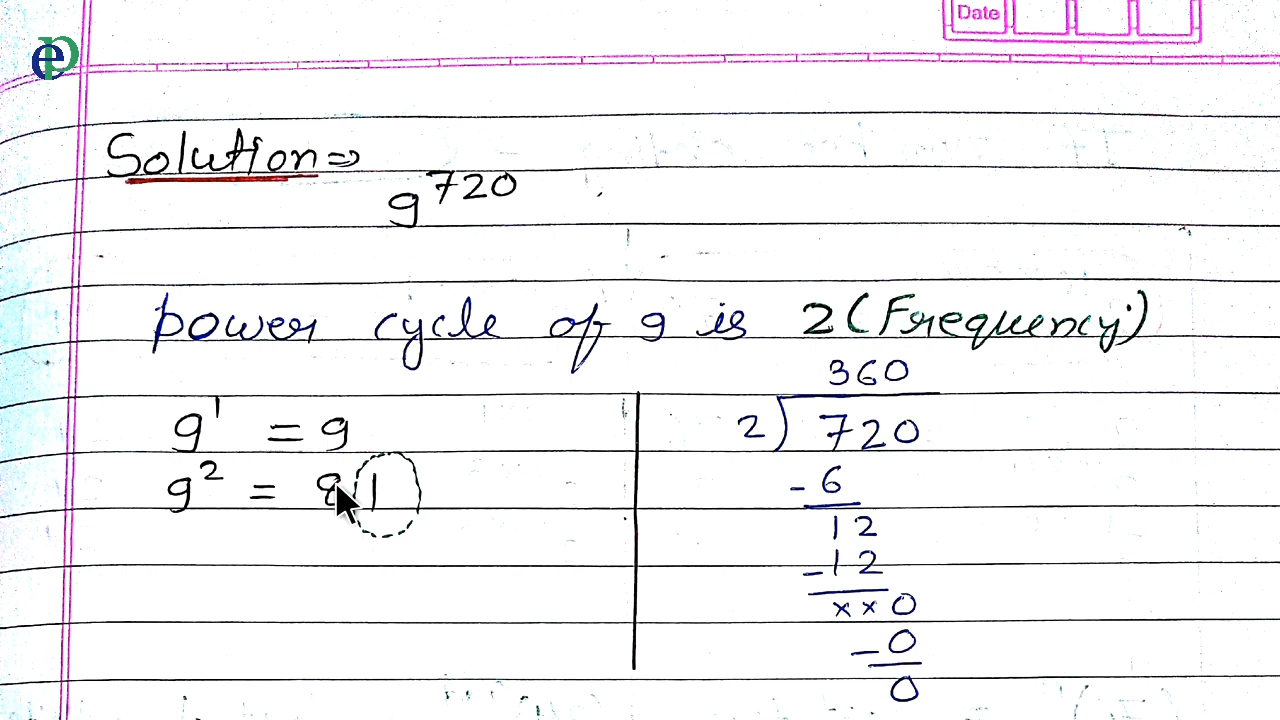 ep
Date
Solution⇒
9^720
power cycle of 9 is 2 (Frequency)
9^1 = 9
9^2 = 81
360
2) 720
- 6
12
- 12
××0
- 0
0